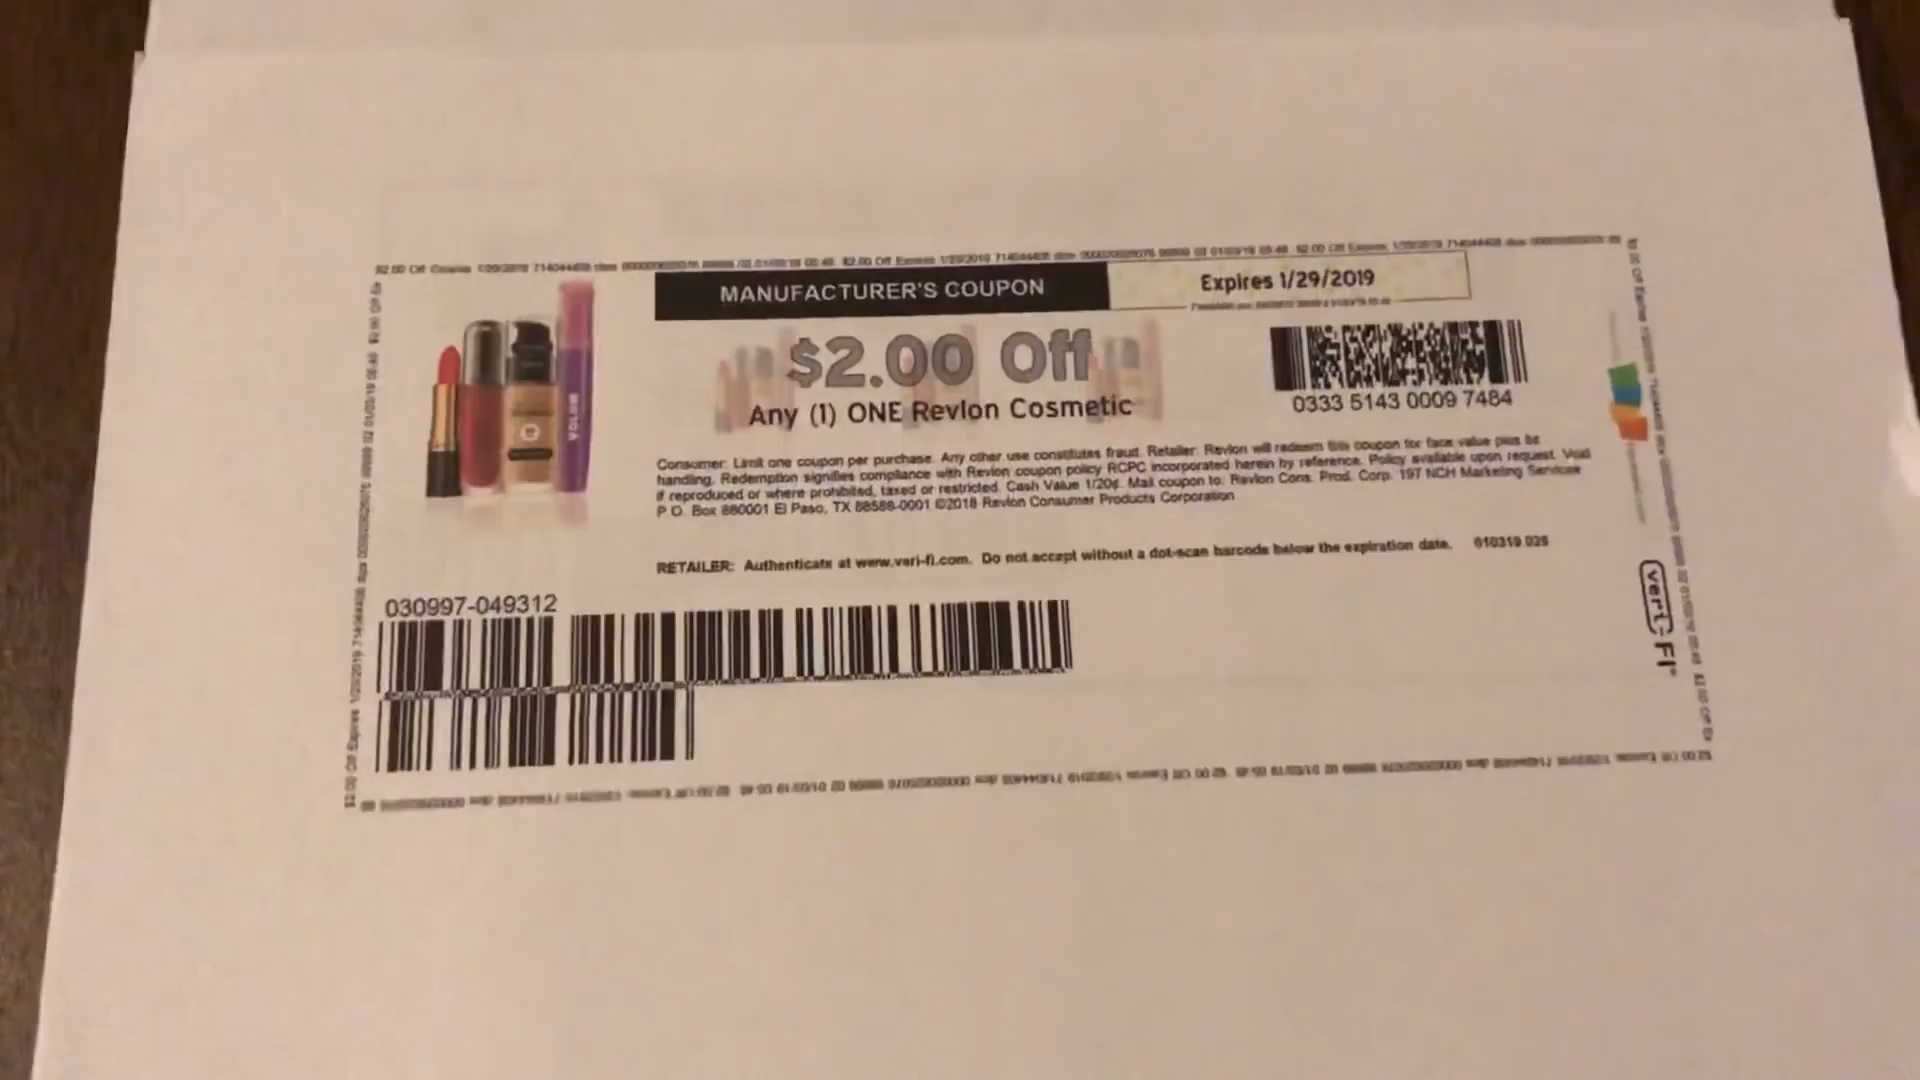 MANUFACTURER'S COUPON
Expires 1/29/2019
$2.00 Off
Any (1) ONE Revlon Cosmetic
0333 5143 0009 7484
VOLUM
Consumer: Limit one coupon per purchase. Any other use constitutes fraud. Retailer: Revlon will redeem this coupon for face value plus 8¢
handling. Redemption signifies compliance with Revlon coupon policy RCPC incorporated herein by reference. Policy available upon request. Void
if reproduced or where prohibited, taxed or restricted. Cash Value 1/20¢. Mail coupon to: Revlon Cons. Prod. Corp. 197 NCH Marketing Services
P.O. Box 880001 El Paso, TX 88588-0001 ©2018 Revlon Consumer Products Corporation
RETAILER: Authenticate at www.veri-fi.com. Do not accept without a dot-scan barcode below the expiration date. 010319.025
030997-049312
veri-FI